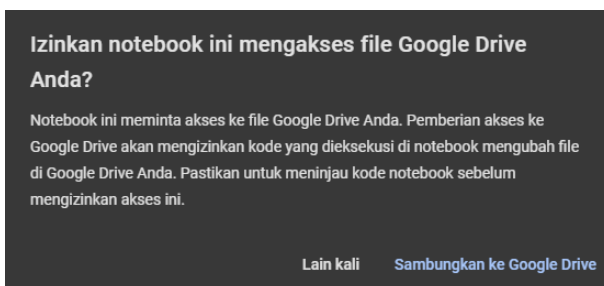 Izinkan notebook ini mengakses file Google Drive
Anda?
Notebook ini meminta akses ke file Google Drive Anda. Pemberian akses ke
Google Drive akan mengizinkan kode yang dieksekusi di notebook mengubah file
di Google Drive Anda. Pastikan untuk meninjau kode notebook sebelum
mengizinkan akses ini.
Lain kali Sambungkan ke Google Drive